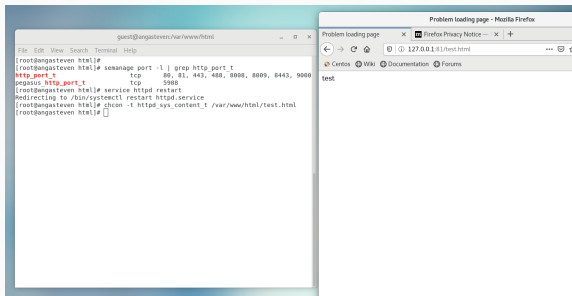 guest@angasteven:/var/www/html
File Edit View Search Terminal Help
[root@angasteven html]#
[root@angasteven html]# semanage port -l | grep http_port_t
http_port_t tcp 80, 81, 443, 488, 8008, 8009, 8443, 9000
pegasus_http_port_t tcp 5988
[root@angasteven html]# service httpd restart
Redirecting to /bin/systemctl restart httpd.service
[root@angasteven html]# chcon -t httpd_sys_content_t /var/www/html/test.html
[root@angasteven html]#
Problem loading page - Mozilla Firefox
Problem loading page
Firefox Privacy Notice —
127.0.0.1:81/test.html
Centos Wiki Documentation Forums
test